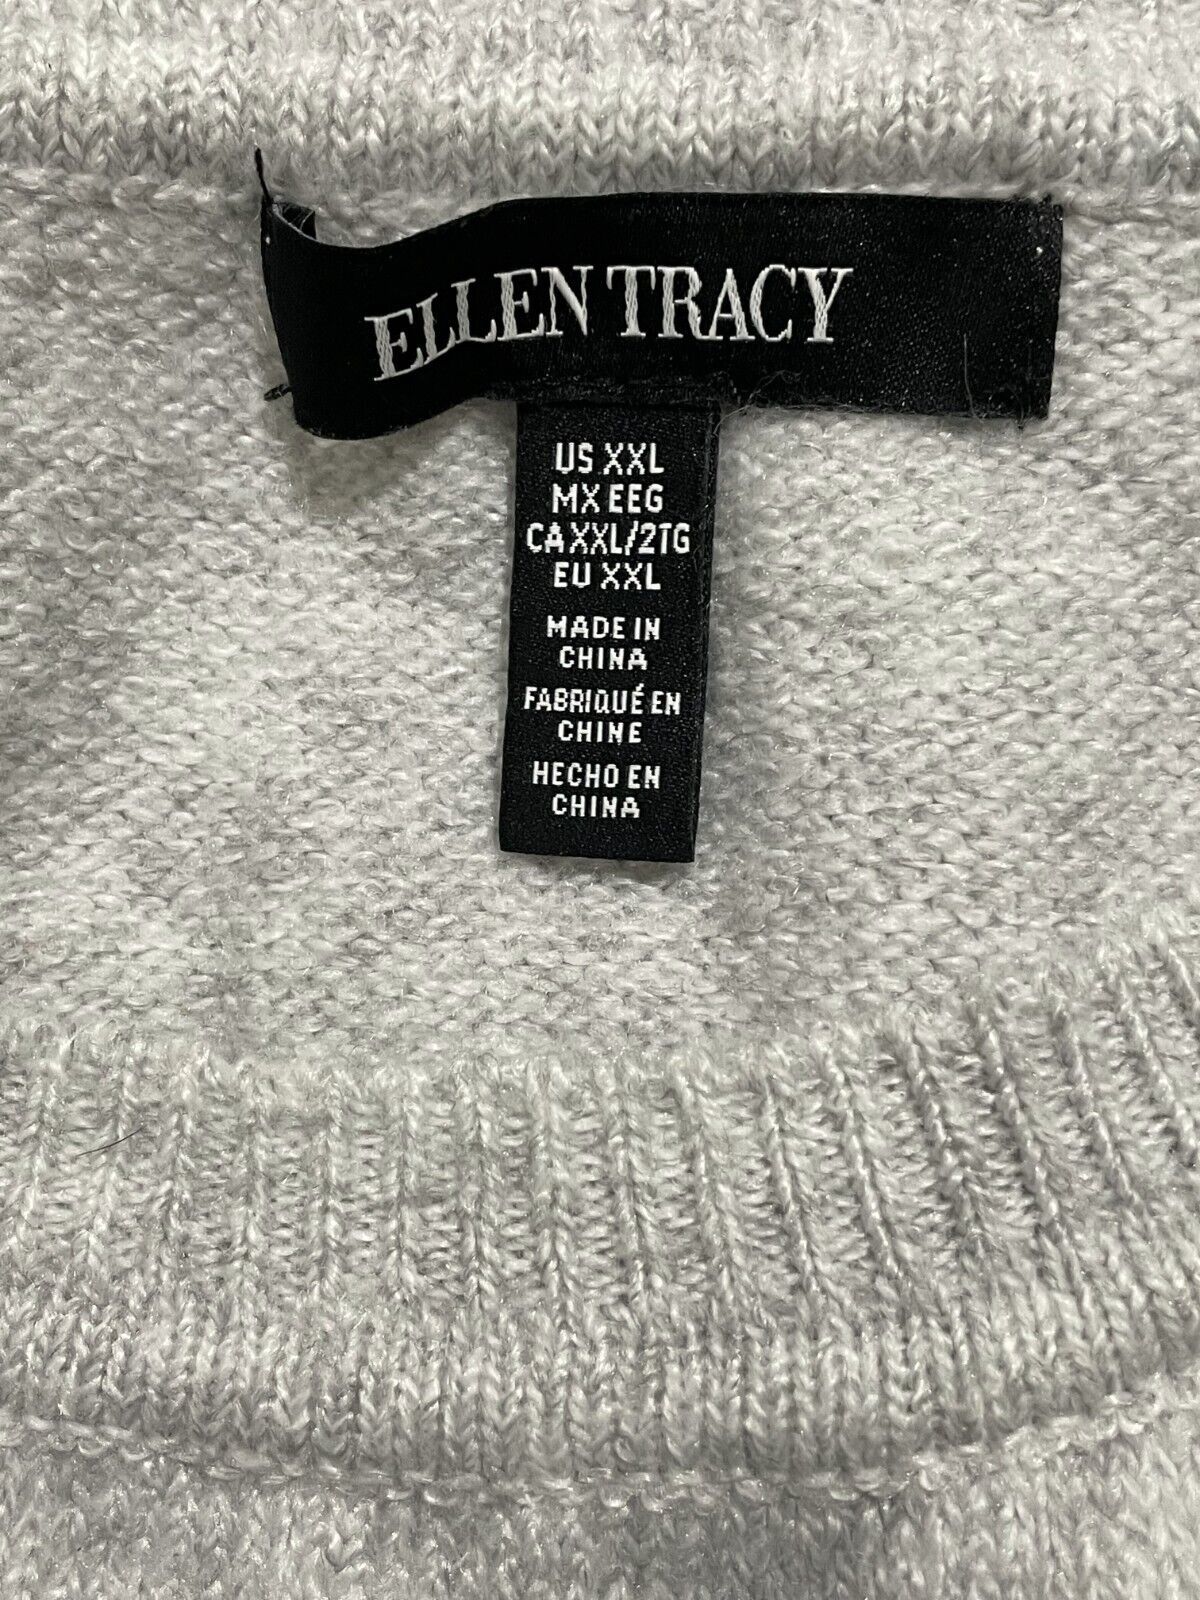 ELLEN TRACY
US XXL
MX EEG
CA XXL/2TG
EU XXL
MADE IN
CHINA
FABRIQUÉ EN
CHINE
HECHO EN
CHINA